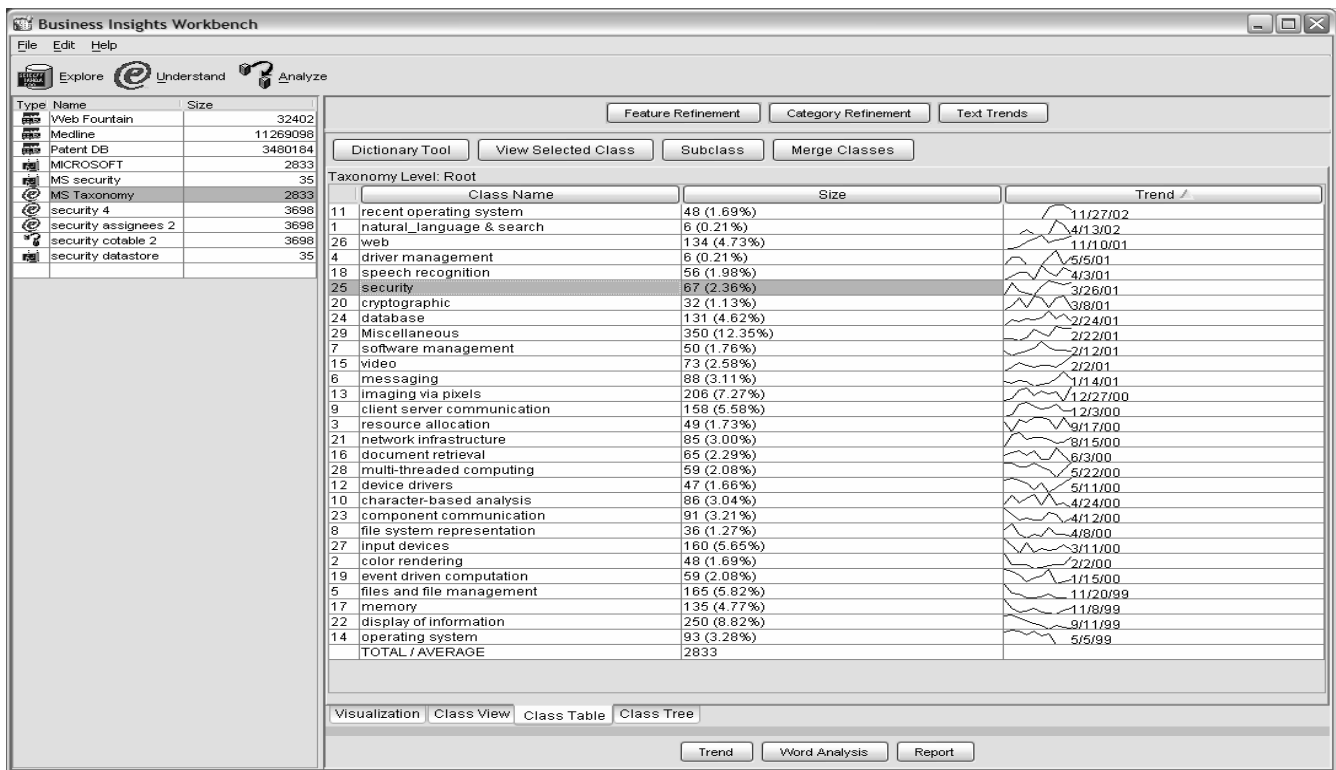 Business Insights Workbench
File Edit Help
Explore Understand Analyze
Type Name Size
Web Fountain 32402
Medline 11269098
Patent DB 3480184
MICROSOFT 2833
MS security 35
MS Taxonomy 2833
security 4 3698
security assignees 2 3698
security cotable 2 3698
security datastore 35
Feature Refinement Category Refinement Text Trends
Dictionary Tool View Selected Class Subclass Merge Classes
Taxonomy Level: Root
Class Name Size Trend
11 recent operating system 48 (1.69%) 11/27/02
1 natural_language & search 6 (0.21%) 4/13/02
26 web 134 (4.73%) 11/10/01
4 driver management 6 (0.21%) 5/5/01
18 speech recognition 56 (1.98%) 4/3/01
25 security 67 (2.36%) 3/26/01
20 cryptographic 32 (1.13%) 3/8/01
24 database 131 (4.62%) 2/24/01
29 Miscellaneous 350 (12.35%) 2/22/01
7 software management 50 (1.76%) 2/12/01
15 video 73 (2.58%) 2/2/01
6 messaging 88 (3.11%) 1/14/01
13 imaging via pixels 206 (7.27%) 12/27/00
9 client server communication 158 (5.58%) 12/3/00
3 resource allocation 49 (1.73%) 9/17/00
21 network infrastructure 85 (3.00%) 8/15/00
16 document retrieval 65 (2.29%) 6/3/00
28 multi-threaded computing 59 (2.08%) 5/22/00
12 device drivers 47 (1.66%) 5/11/00
10 character-based analysis 86 (3.04%) 4/24/00
23 component communication 91 (3.21%) 4/12/00
8 file system representation 36 (1.27%) 4/8/00
27 input devices 160 (5.65%) 3/11/00
2 color rendering 48 (1.69%) 2/2/00
19 event driven computation 59 (2.08%) 1/15/00
5 files and file management 165 (5.82%) 11/20/99
17 memory 135 (4.77%) 11/8/99
22 display of information 250 (8.82%) 9/11/99
14 operating system 93 (3.28%) 5/5/99
TOTAL / AVERAGE 2833
Visualization Class View Class Table Class Tree
Trend Word Analysis Report